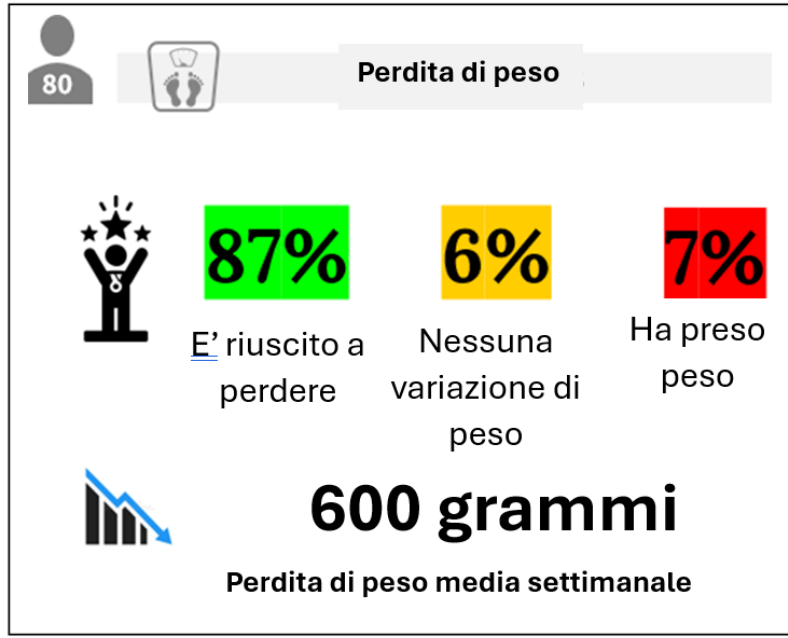 80
Perdita di peso
87%
6%
7%
E’ riuscito a
perdere
Nessuna
variazione di
peso
Ha preso
peso
600 grammi
Perdita di peso media settimanale